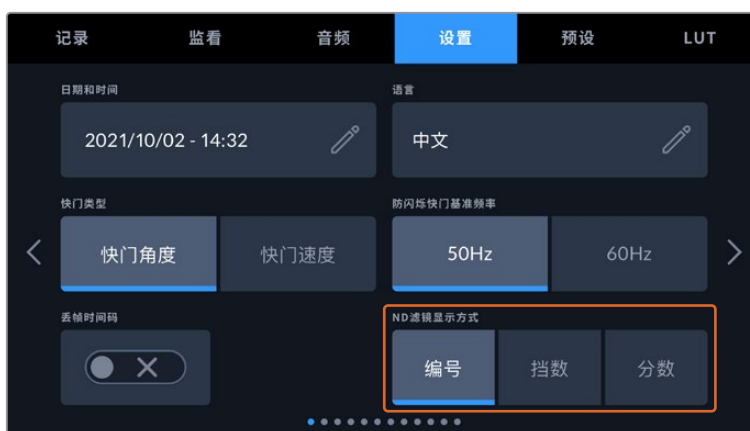 记录 监看 音频 设置 预设 LUT
日期和时间 语言
2021/10/02 - 14:32 中文
快门类型 防闪烁快门基准频率
快门角度 快门速度 50Hz 60Hz
丢帧时间码 ND滤镜显示方式
编号 挡数 分数